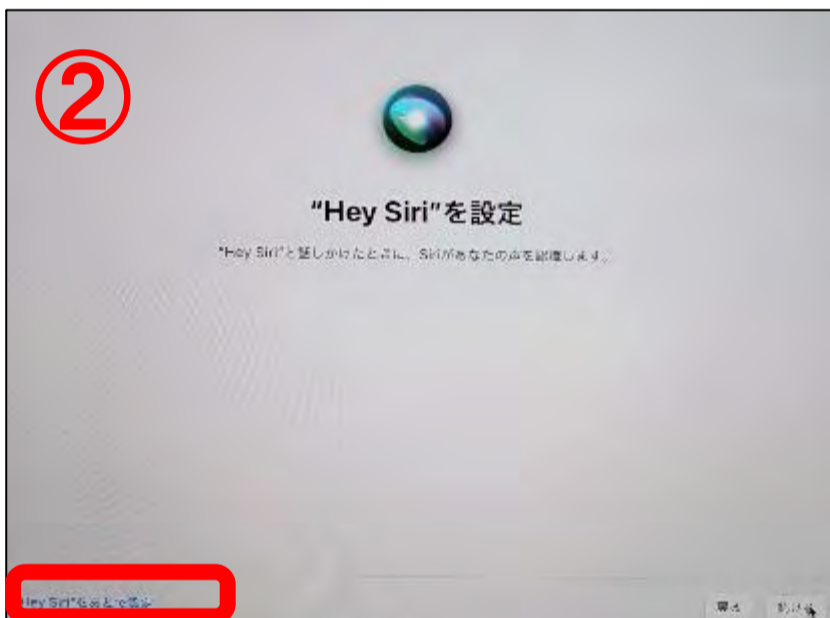 ②
“Hey Siri”を設定
“Hey Siri”と話しかけたときに、Siriがあなたの声を認識します。
“Hey Siri”をあとで設定
戻る
続ける